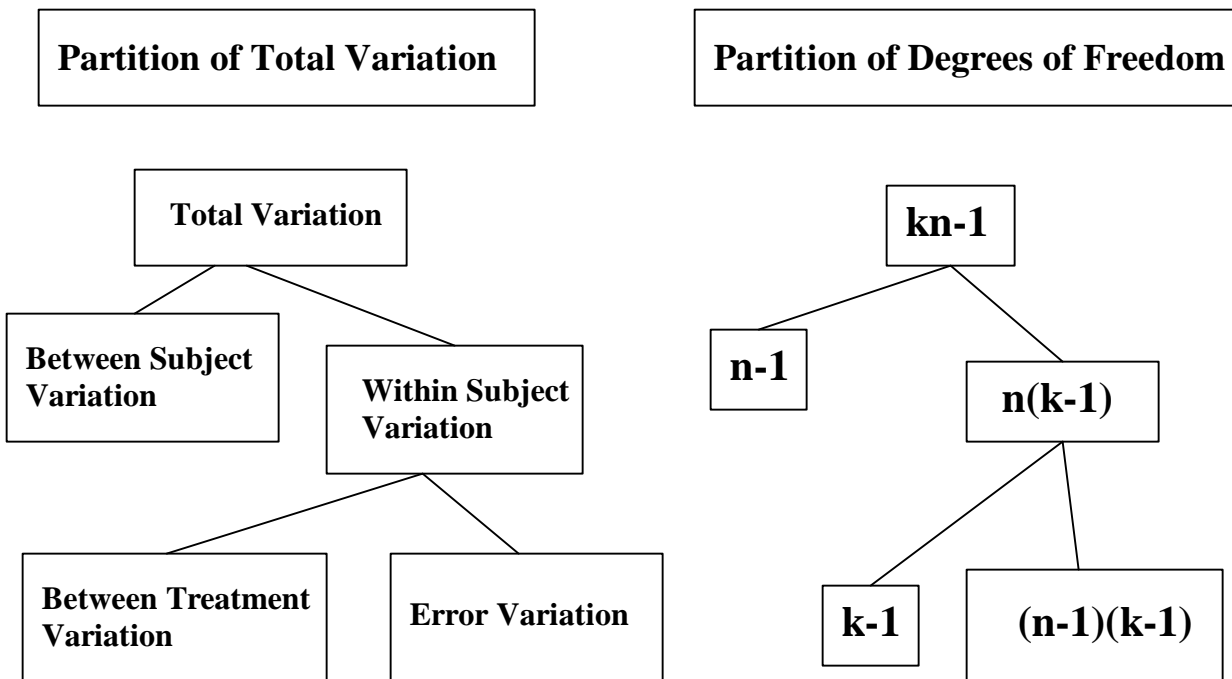 Partition of Total Variation
Partition of Degrees of Freedom
Total Variation
kn-1
Between Subject
Variation
n-1
Within Subject
Variation
n(k-1)
Between Treatment
Variation
Error Variation
k-1
(n-1)(k-1)